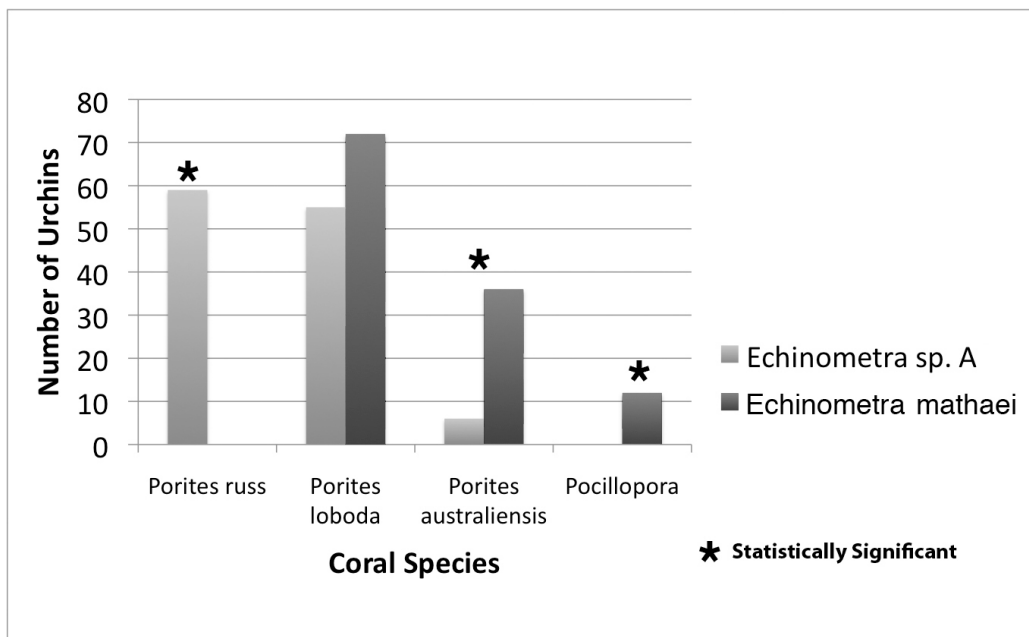 Number of Urchins
80
70
60
50
40
30
20
10
0
Porites russ
Porites
loboda
Porites
australiensis
Pocillopora
Coral Species
Echinometra sp. A
Echinometra mathaei
* Statistically Significant